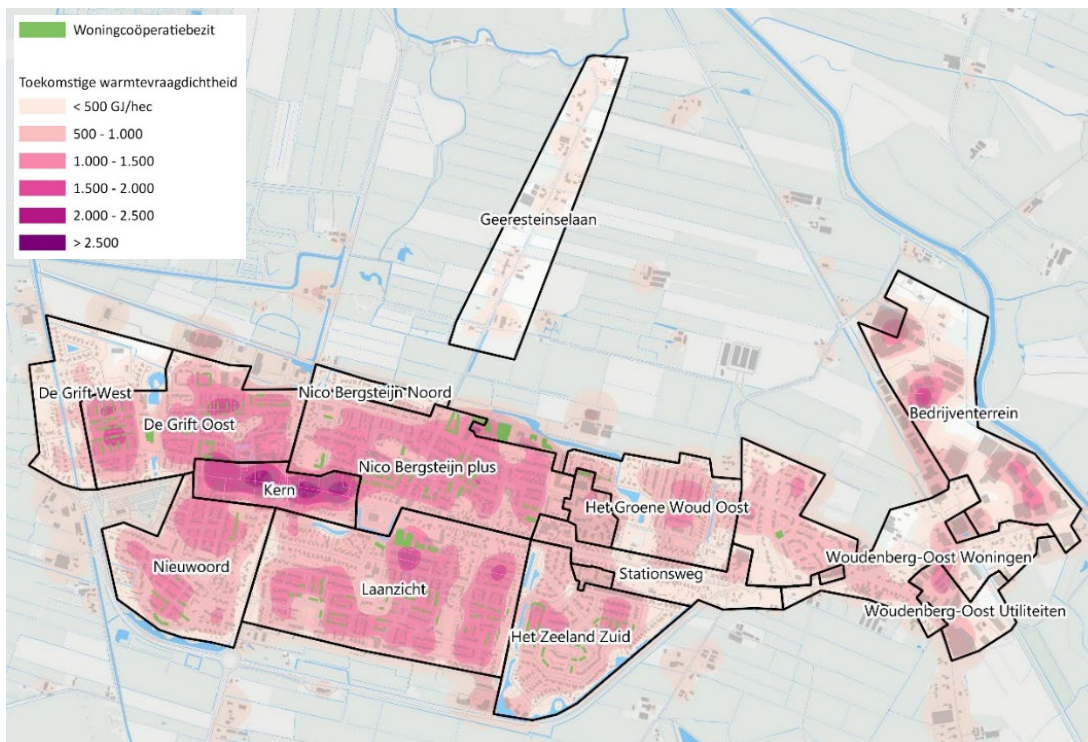 Woningcoöperatiebezit
Toekomstige warmtevraagdichtheid
< 500 GJ/hec
500 - 1.000
1.000 - 1.500
1.500 - 2.000
2.000 - 2.500
> 2.500
Geeresteinselaan
De Grift West
Nico Bergsteijn Noord
Bedrijventerrein
De Grift Oost
Nico Bergsteijn plus
Kern
Het Groene Woud Oost
Nieuwoord
Laanzicht
Stationsweg
Woudenberg-Oost Woningen
Het Zeeland Zuid
Woudenberg-Oost Utiliteiten